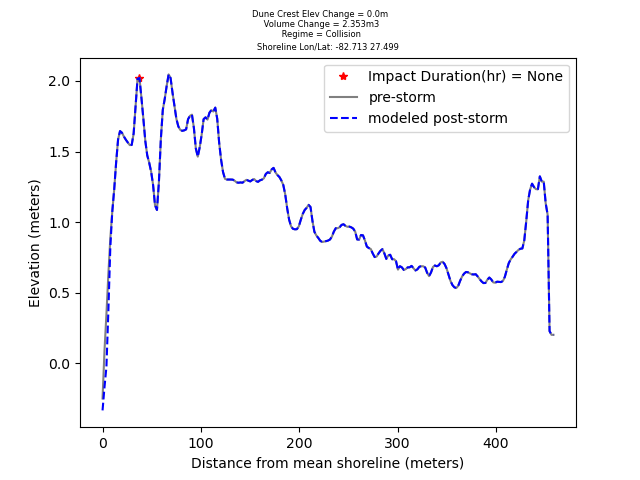 Dune Crest Elev Change = 0.0m
Volume Change = 2.353m3
Regime = Collision
Shoreline Lon/Lat: -82.713 27.499
Impact Duration(hr) = None
pre-storm
modeled post-storm
Elevation (meters)
2.0
1.5
1.0
0.5
0.0
0 100 200 300 400
Distance from mean shoreline (meters)